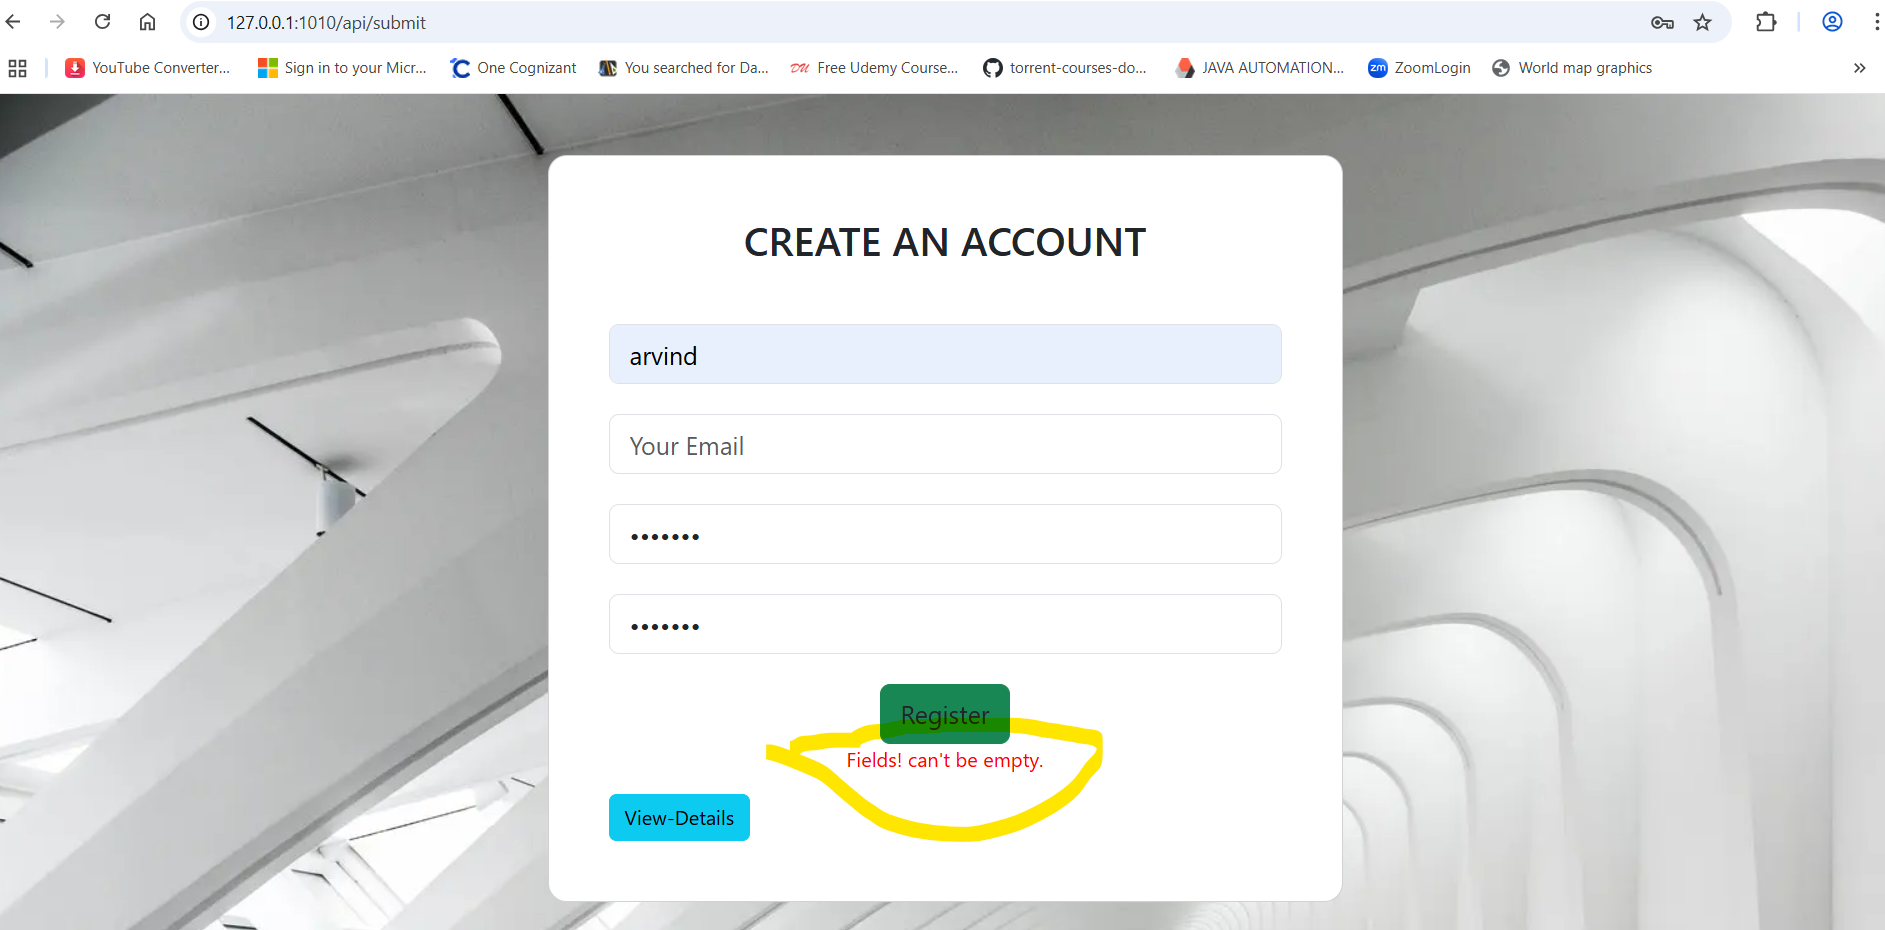 127.0.0.1:1010/api/submit
YouTube Converter... Sign in to your Micr... One Cognizant You searched for Da... DU Free Udemy Course... torrent-courses-do... JAVA AUTOMATION... zm ZoomLogin World map graphics
CREATE AN ACCOUNT
arvind
Your Email
•••••••
•••••••
Register
Fields! can't be empty.
View-Details